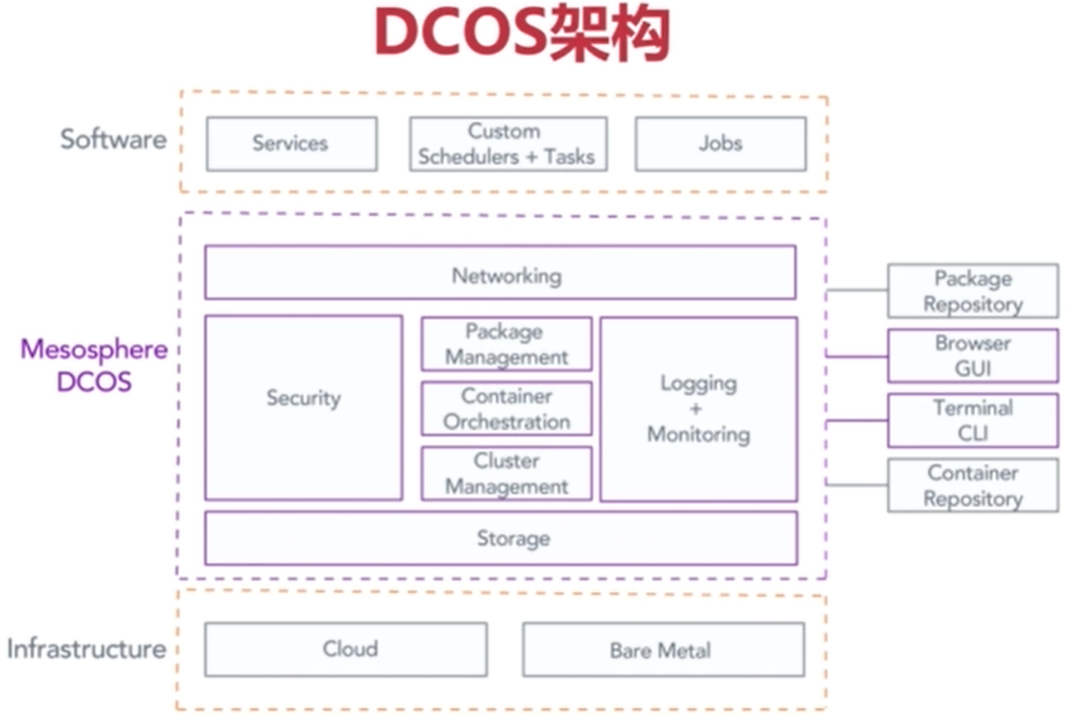 DCOS架构
Software
Services
Custom
Schedulers + Tasks
Jobs
Mesosphere
DCOS
Networking
Security
Package
Management
Container
Orchestration
Cluster
Management
Logging
+
Monitoring
Storage
Package
Repository
Browser
GUI
Terminal
CLI
Container
Repository
Infrastructure
Cloud
Bare Metal